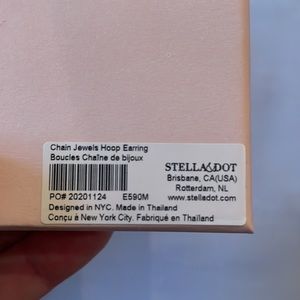 Chain Jewels Hoop Earring
Boucles Chaîne de bijoux
STELLA&DOT
Brisbane, CA(USA)
Rotterdam, NL
PO# 20201124 E590M
www.stelladot.com
Designed in NYC. Made in Thailand
Conçu à New York City. Fabriqué en Thaïland